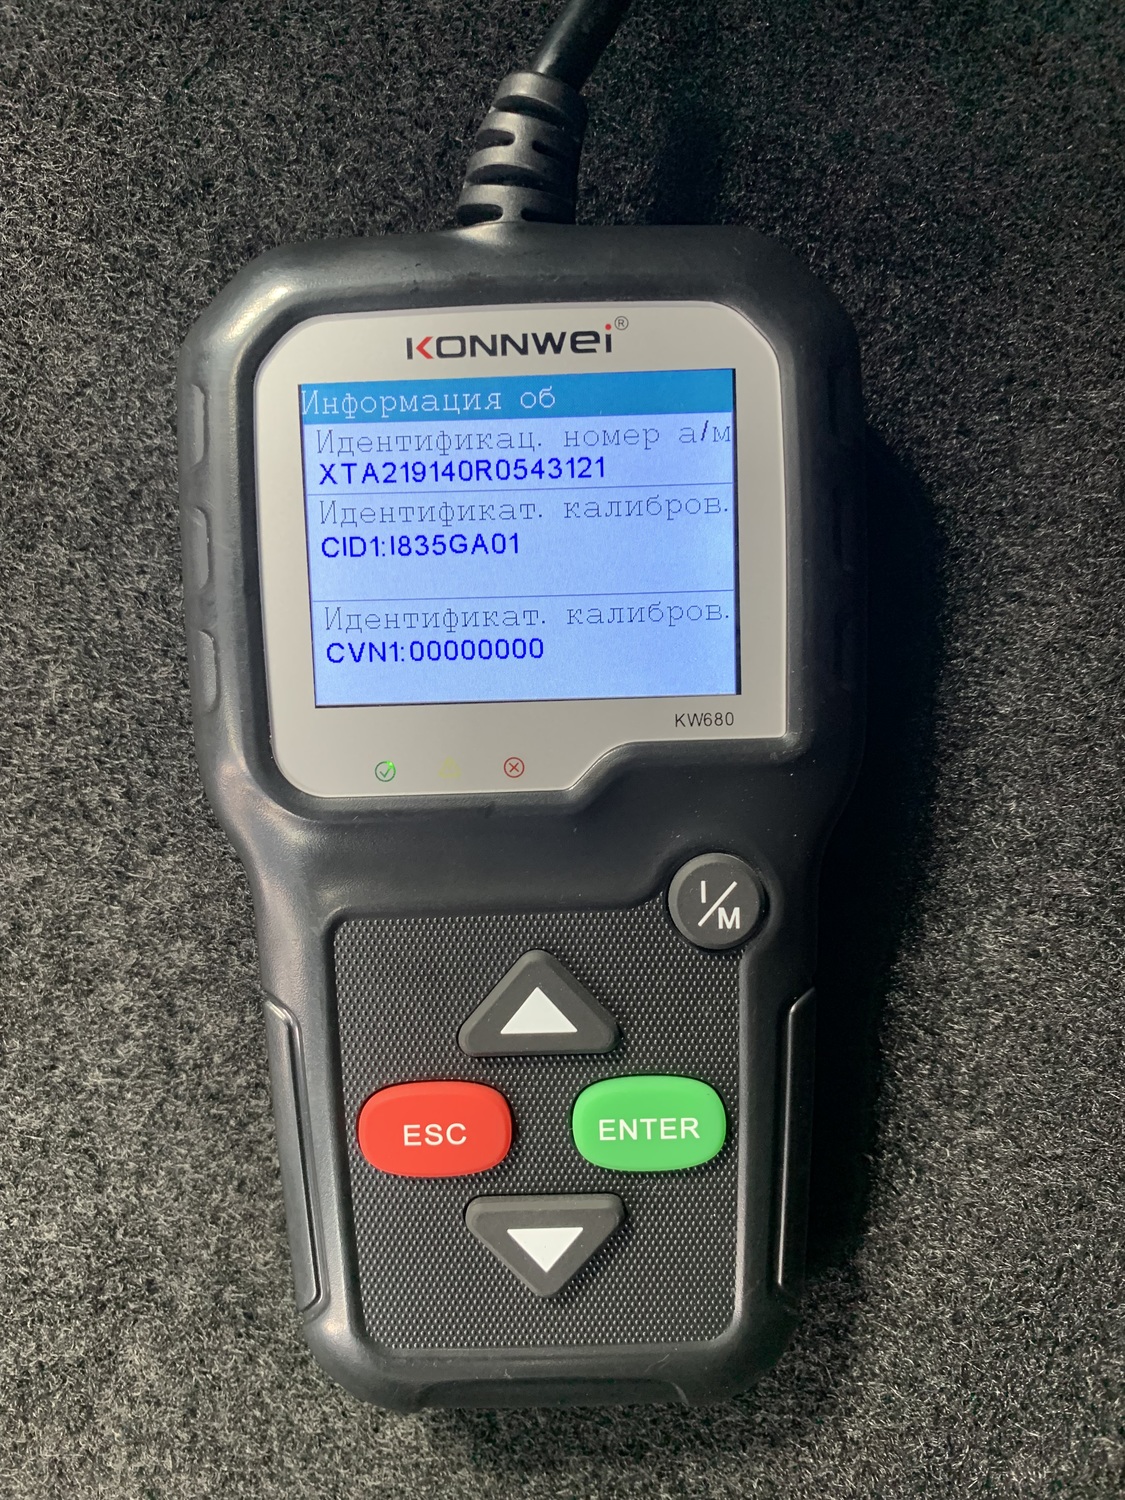 KONNWEI®
Информация об
Идентификац. номер а/м
XTA219140R0543121
Идентификат. калибров.
CID1:I835GA01
Идентификат. калибров.
CVN1:00000000
KW680
I/M
ESC
ENTER